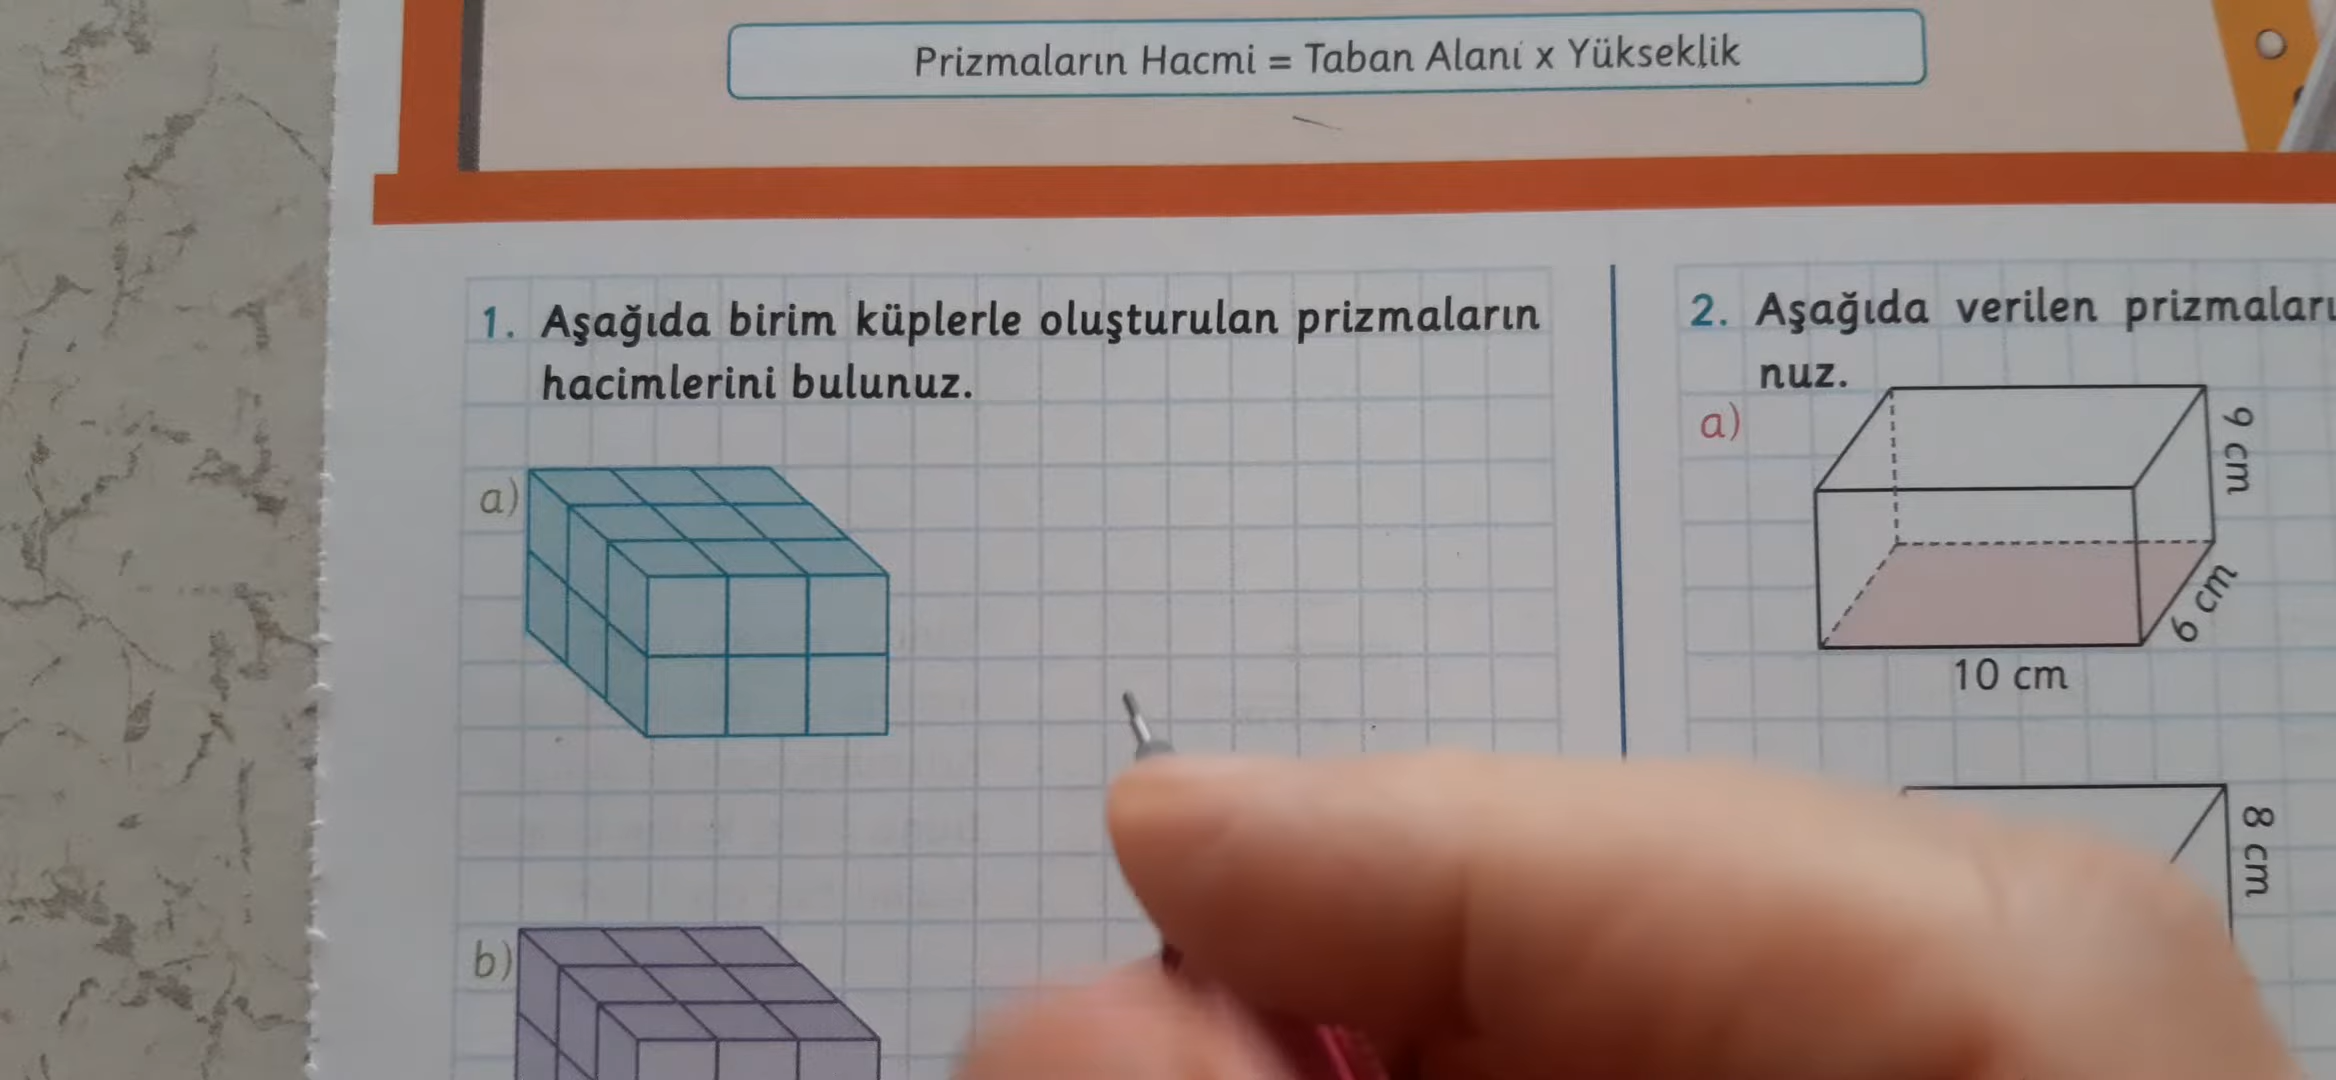 Prizmaların Hacmi = Taban Alanı x Yükseklik
1. Aşağıda birim küplerle oluşturulan prizmaların
hacimlerini bulunuz.
a)
b)
2. Aşağıda verilen prizmaları
nuz.
a)
9 cm
6 cm
10 cm
8 cm